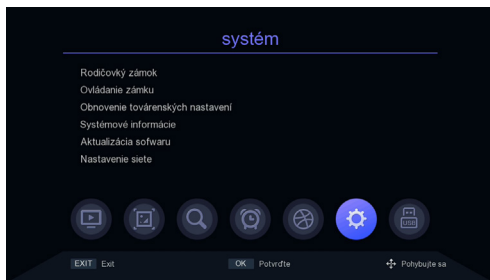 systém
Rodičovký zámok
Ovládanie zámku
Obnovenie továrenských nastavení
Systémové informácie
Aktualizácia sofwaru
Nastavenie siete
USB
EXIT Exit OK Potvrďte Pohybujte sa